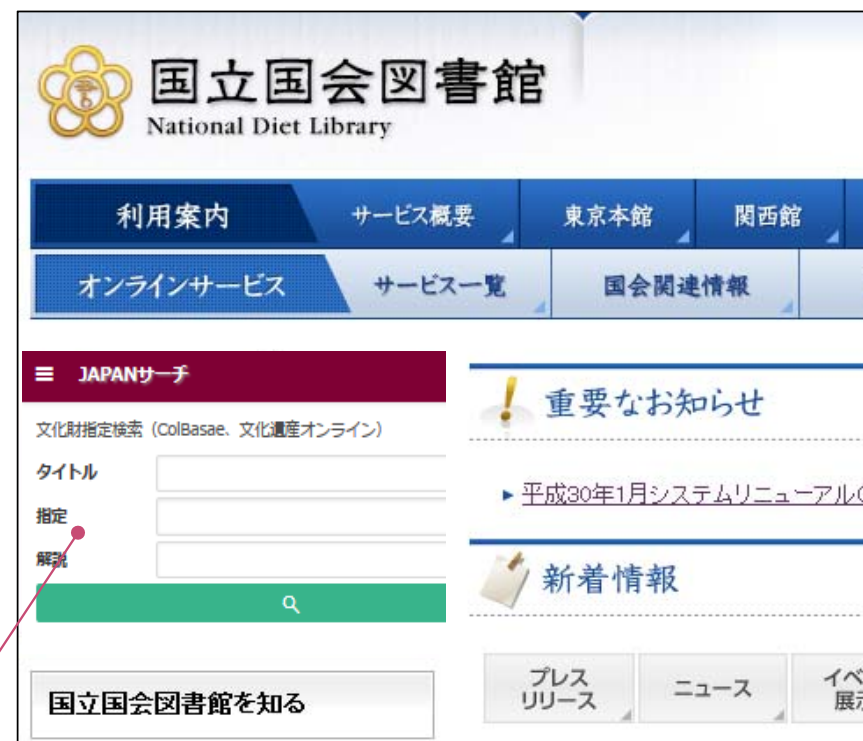 国立国会図書館
National Diet Library
利用案内 サービス概要 東京本館 関西館
オンラインサービス サービス一覧 国会関連情報
JAPANサーチ
文化財指定検索（ColBasae、文化遺産オンライン）
タイトル
指定
解説
国立国会図書館を知る
重要なお知らせ
平成30年1月システムリニューアル
新着情報
プレス
リリース
ニュース
イベ
展示